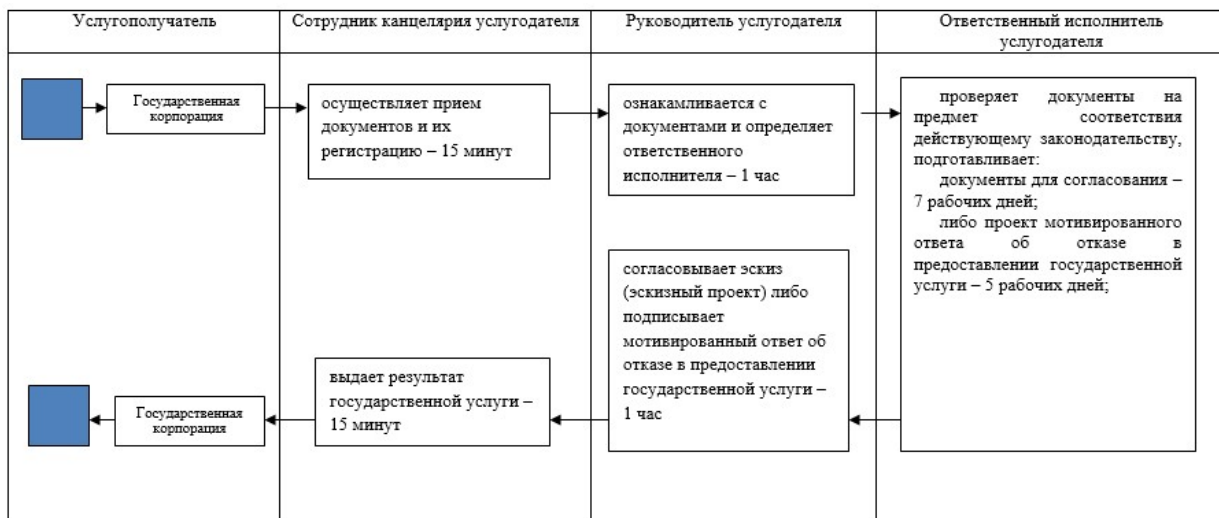 Услугополучатель
Сотрудник канцелярия услугодателя
Руководитель услугодателя
Ответственный исполнитель
услугодателя
Государственная
корпорация
осуществляет прием
документов и их
регистрацию – 15 минут
ознакамливается с
документами и определяет
ответственного
исполнителя – 1 час
проверяет документы на
предмет соответствия
действующему законодательству,
подготавливает:
документы для согласования –
7 рабочих дней;
либо проект мотивированного
ответа об отказе в
предоставлении государственной
услуги – 5 рабочих дней;
согласовывает эскиз
(эскизный проект) либо
подписывает
мотивированный ответ об
отказе в предоставлении
государственной услуги –
1 час
выдает результат
государственной услуги –
15 минут
Государственная
корпорация